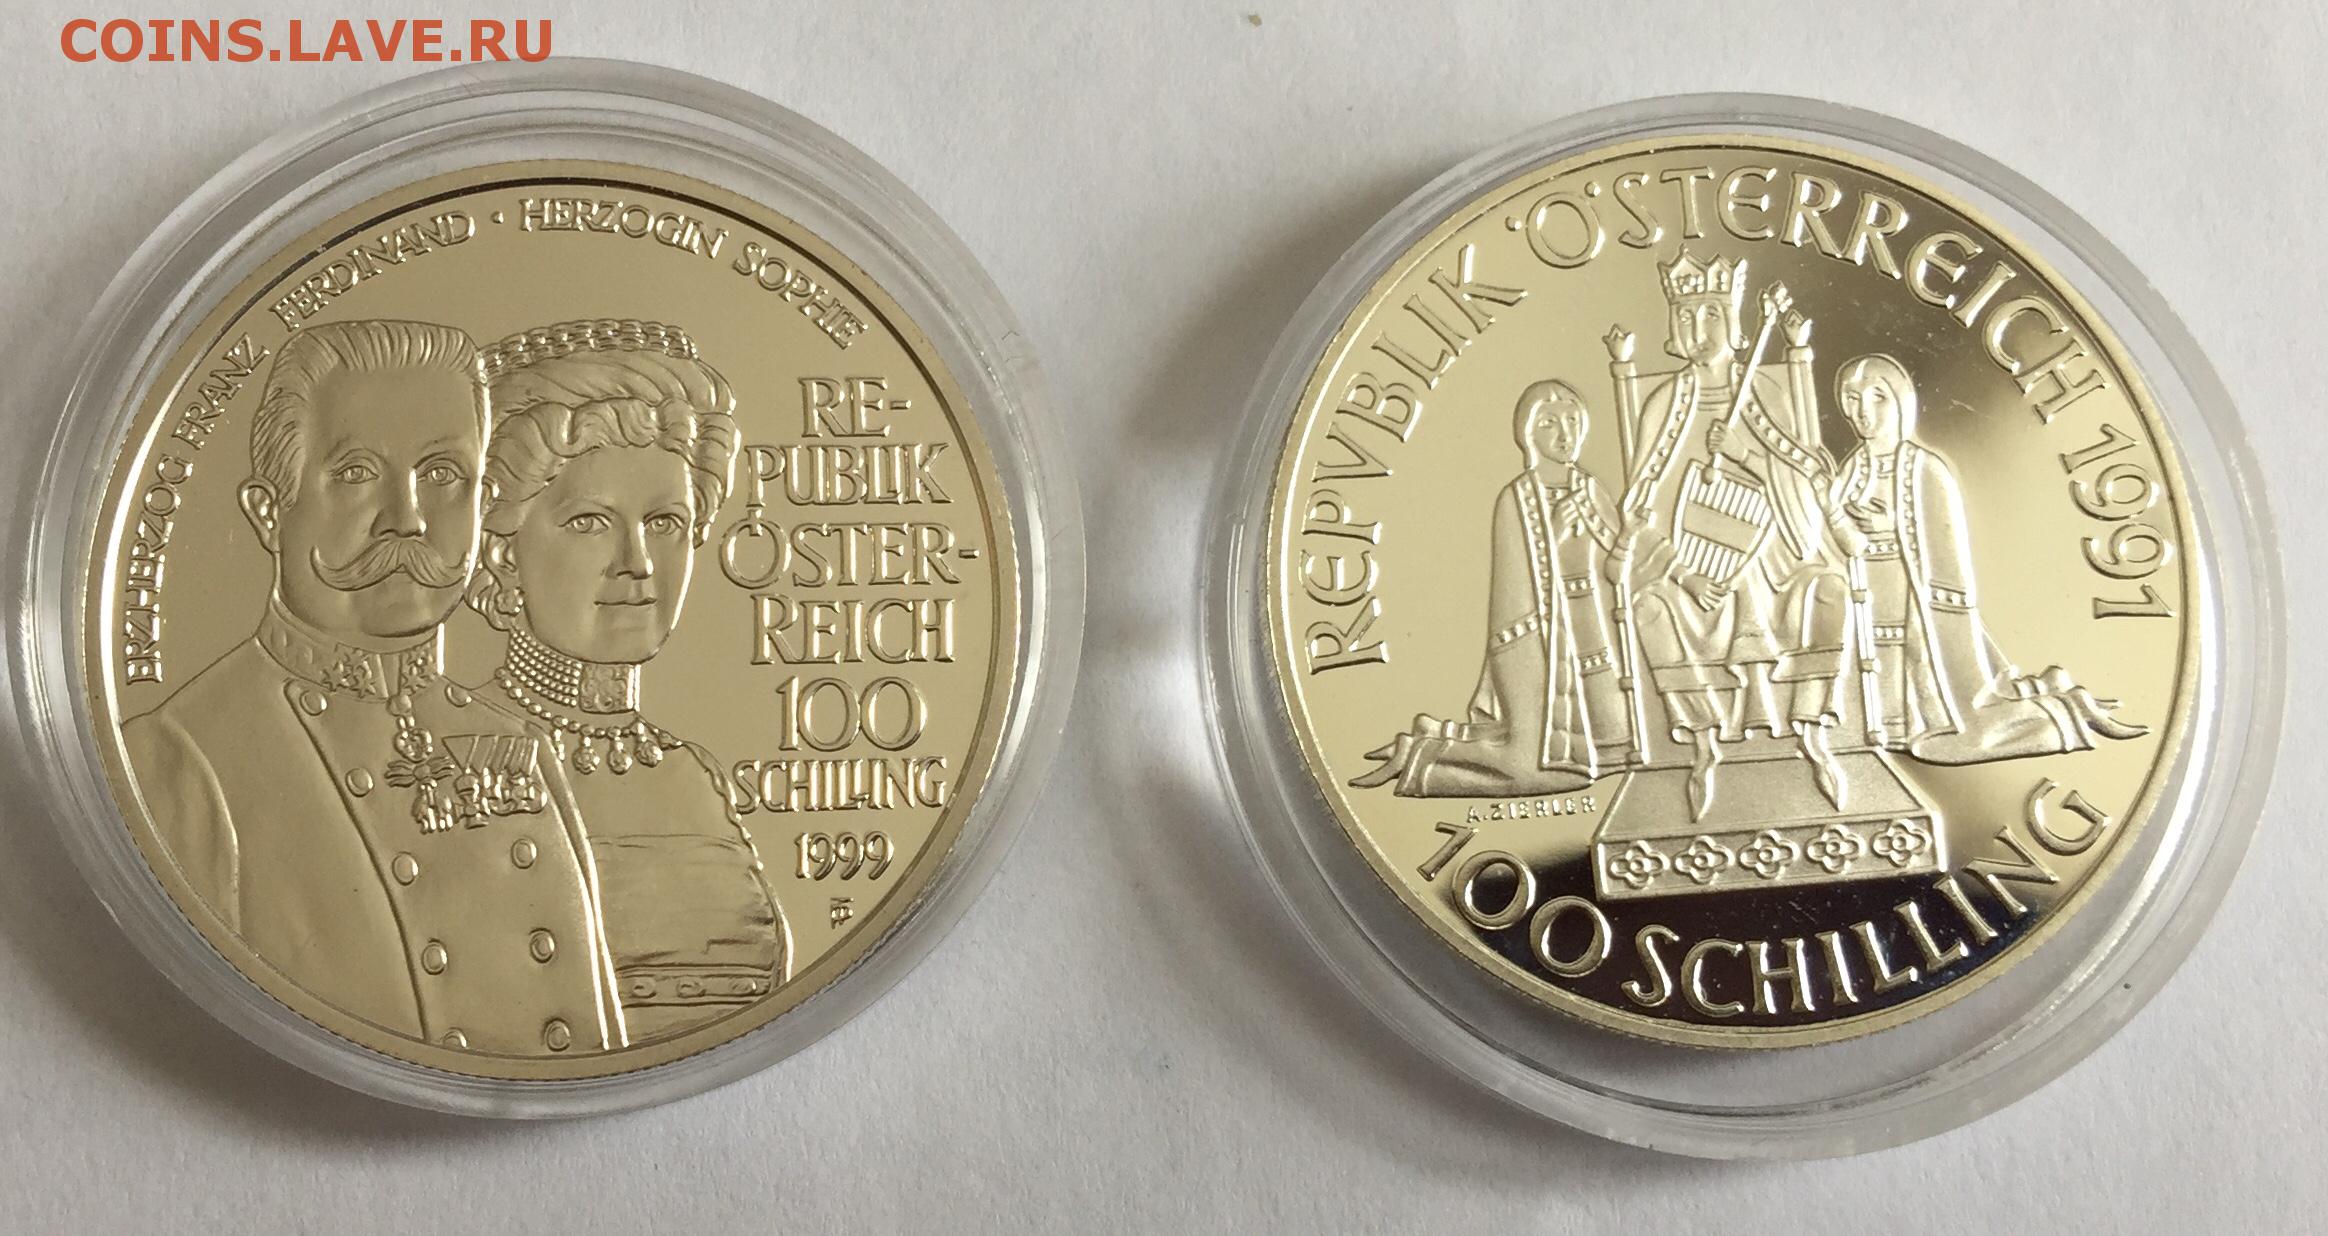 COINS.LAVE.RU
ERZHERZOG FRANZ FERDINAND · HERZOGIN SOPHIE
RE-
PUBLIK
ÖSTER-
REICH
100
SCHILLING
1999
REPVBLIK ÖSTERREICH 1991
A. ZIERLER
100 SCHILLING